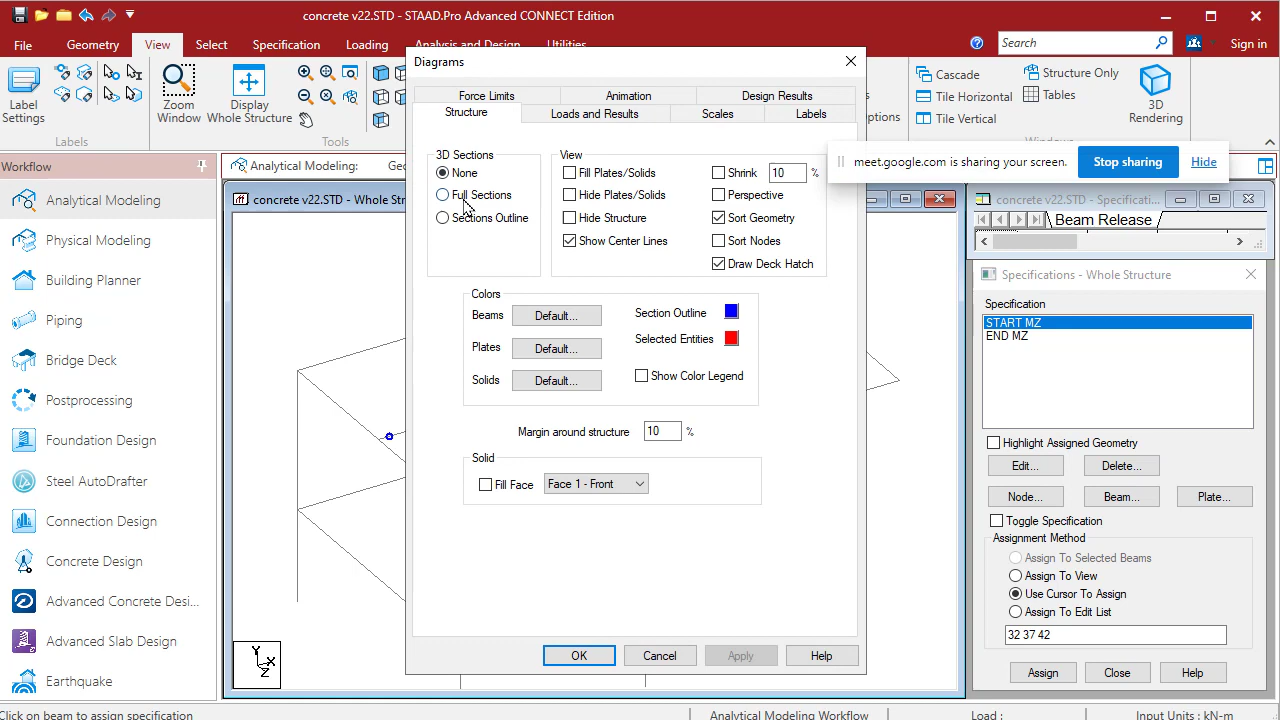 concrete v22.STD - STAAD.Pro Advanced CONNECT Edition
File
Geometry
View
Select
Specification
Loading
Analysis and Design
Utilities
Search
Sign in
Label
Settings
Labels
Zoom
Window
Display
Whole Structure
Tools
Cascade
Tile Horizontal
Tile Vertical
Structure Only
Tables
3D
Rendering
meet.google.com is sharing your screen.
Stop sharing
Hide
Workflow
Analytical Modeling
Physical Modeling
Building Planner
Piping
Bridge Deck
Postprocessing
Foundation Design
Steel AutoDrafter
Connection Design
Concrete Design
Advanced Concrete Desi...
Advanced Slab Design
Earthquake
Analytical Modeling:
concrete v22.STD - Whole Str
Y
X
Z
Diagrams
Force Limits
Animation
Design Results
Structure
Loads and Results
Scales
Labels
3D Sections
None
Full Sections
Sections Outline
View
Fill Plates/Solids
Hide Plates/Solids
Hide Structure
Show Center Lines
Shrink
10
%
Perspective
Sort Geometry
Sort Nodes
Draw Deck Hatch
Colors
Beams
Default...
Plates
Default...
Solids
Default...
Section Outline
Selected Entities
Show Color Legend
Margin around structure
10
%
Solid
Fill Face
Face 1 - Front
OK
Cancel
Apply
Help
concrete v22.STD - Specificati...
Beam Release
Specifications - Whole Structure
Specification
START MZ
END MZ
Highlight Assigned Geometry
Edit...
Delete...
Node...
Beam...
Plate...
Toggle Specification
Assignment Method
Assign To Selected Beams
Assign To View
Use Cursor To Assign
Assign To Edit List
32 37 42
Assign
Close
Help
Click on beam to assign specification
Analytical Modeling Workflow
Load :
Input Units : kN-m